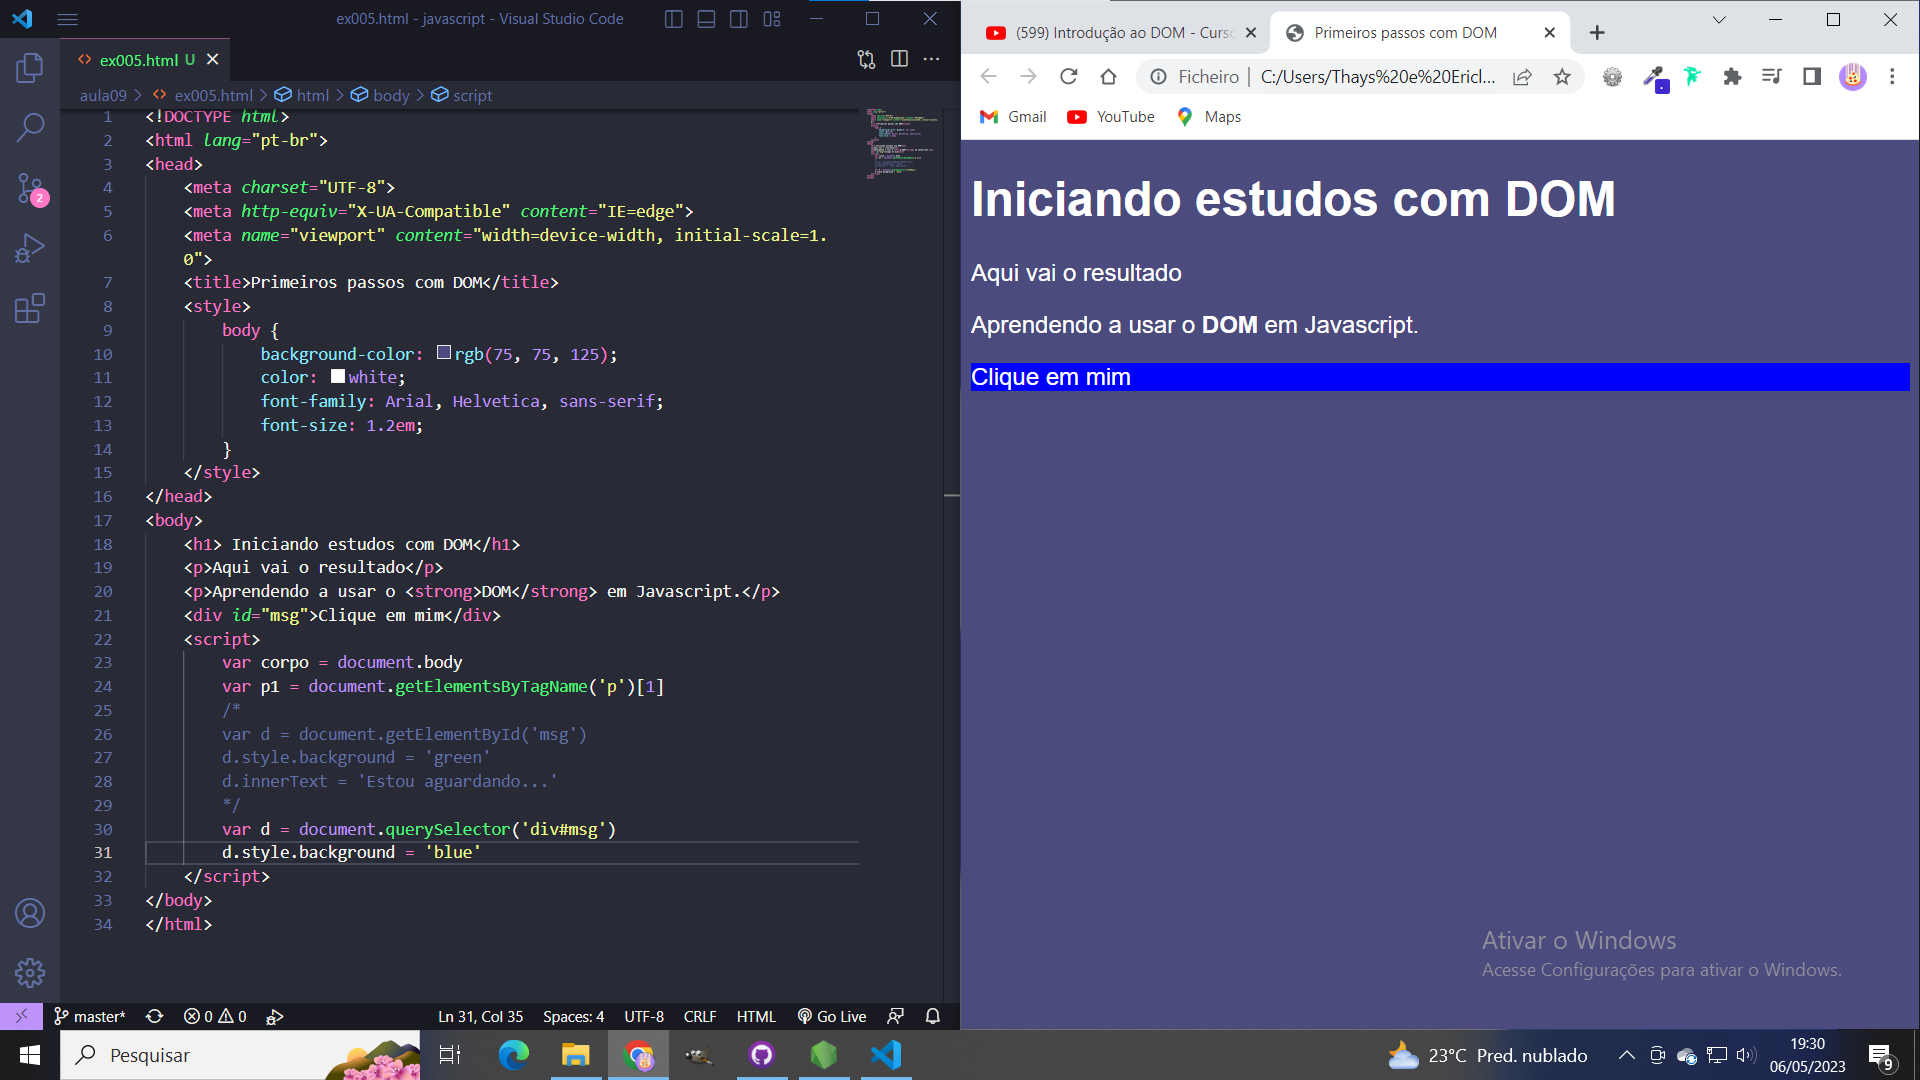 ex005.html - javascript - Visual Studio Code
ex005.html U
aula09 > ex005.html > html > body > script
1 <!DOCTYPE html>
2 <html lang="pt-br">
3 <head>
4 <meta charset="UTF-8">
5 <meta http-equiv="X-UA-Compatible" content="IE=edge">
6 <meta name="viewport" content="width=device-width, initial-scale=1.
0">
7 <title>Primeiros passos com DOM</title>
8 <style>
9 body {
10 background-color: rgb(75, 75, 125);
11 color: white;
12 font-family: Arial, Helvetica, sans-serif;
13 font-size: 1.2em;
14 }
15 </style>
16 </head>
17 <body>
18 <h1> Iniciando estudos com DOM</h1>
19 <p>Aqui vai o resultado</p>
20 <p>Aprendendo a usar o <strong>DOM</strong> em Javascript.</p>
21 <div id="msg">Clique em mim</div>
22 <script>
23 var corpo = document.body
24 var p1 = document.getElementsByTagName('p')[1]
25 /*
26 var d = document.getElementById('msg')
27 d.style.background = 'green'
28 d.innerText = 'Estou aguardando...'
29 */
30 var d = document.querySelector('div#msg')
31 d.style.background = 'blue'
32 </script>
33 </body>
34 </html>
2
master* 0 0 Ln 31, Col 35 Spaces: 4 UTF-8 CRLF HTML Go Live
(599) Introdução ao DOM - Curso
Primeiros passos com DOM
Ficheiro | C:/Users/Thays%20e%20Ericl...
Gmail YouTube Maps
Iniciando estudos com DOM
Aqui vai o resultado
Aprendendo a usar o DOM em Javascript.
Clique em mim
Ativar o Windows
Acesse Configurações para ativar o Windows.
Pesquisar
23°C Pred. nublado
19:30
06/05/2023
9